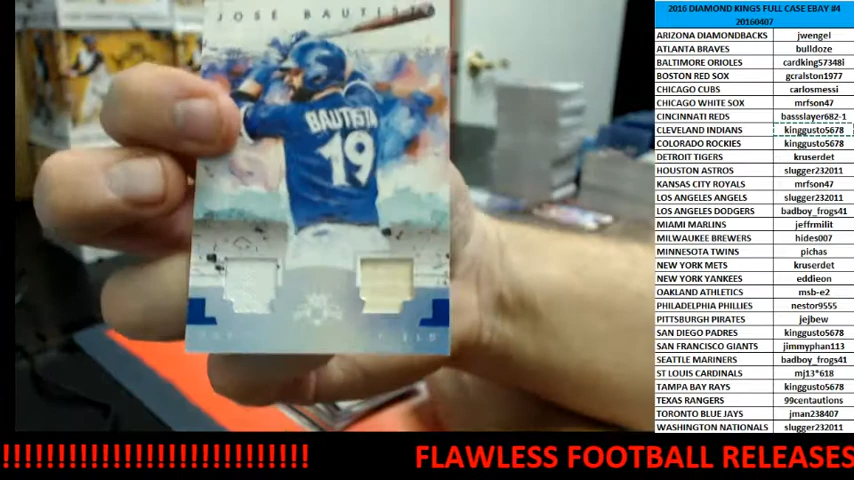 JOSE BAUTISTA
BAUTISTA
19
2016 DIAMOND KINGS FULL CASE EBAY #4
20160407
ARIZONA DIAMONDBACKS jwengel
ATLANTA BRAVES bulldoze
BALTIMORE ORIOLES cardking57348i
BOSTON RED SOX gcralston1977
CHICAGO CUBS carlosmessi
CHICAGO WHITE SOX mrfson47
CINCINNATI REDS bassslayer682-1
CLEVELAND INDIANS kinggusto5678
COLORADO ROCKIES kinggusto5678
DETROIT TIGERS kruserdet
HOUSTON ASTROS slugger232011
KANSAS CITY ROYALS mrfson47
LOS ANGELES ANGELS slugger232011
LOS ANGELES DODGERS badboy_frogs41
MIAMI MARLINS jeffrmilit
MILWAUKEE BREWERS hides007
MINNESOTA TWINS pichas
NEW YORK METS kruserdet
NEW YORK YANKEES eddieon
OAKLAND ATHLETICS msb-e2
PHILADELPHIA PHILLIES nestor9555
PITTSBURGH PIRATES jejbew
SAN DIEGO PADRES kinggusto5678
SAN FRANCISCO GIANTS jimmyphan113
SEATTLE MARINERS badboy_frogs41
ST LOUIS CARDINALS mj13*618
TAMPA BAY RAYS kinggusto5678
TEXAS RANGERS 99centautions
TORONTO BLUE JAYS jman238407
WASHINGTON NATIONALS slugger232011
!!!!!!!!!!!!!!!!!!!!!!!!!!!! FLAWLESS FOOTBALL RELEASES